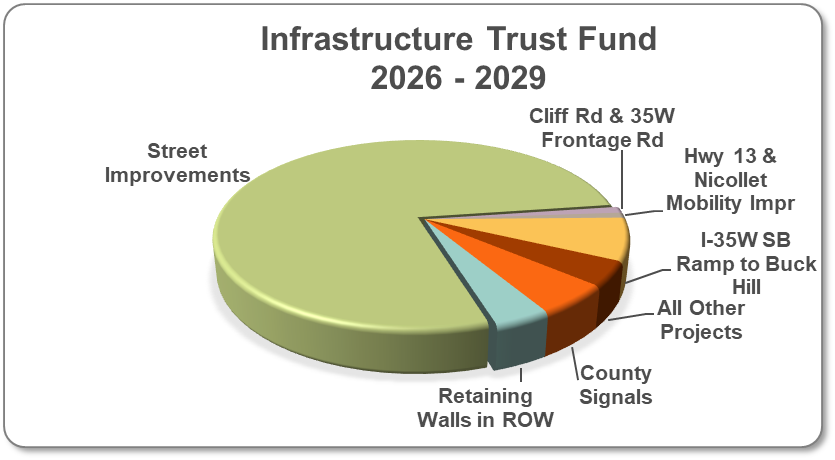 Infrastructure Trust Fund
2026 - 2029
Street
Improvements
Cliff Rd & 35W
Frontage Rd
Hwy 13 &
Nicollet
Mobility Impr
I-35W SB
Ramp to Buck
Hill
All Other
Projects
County
Signals
Retaining
Walls in ROW